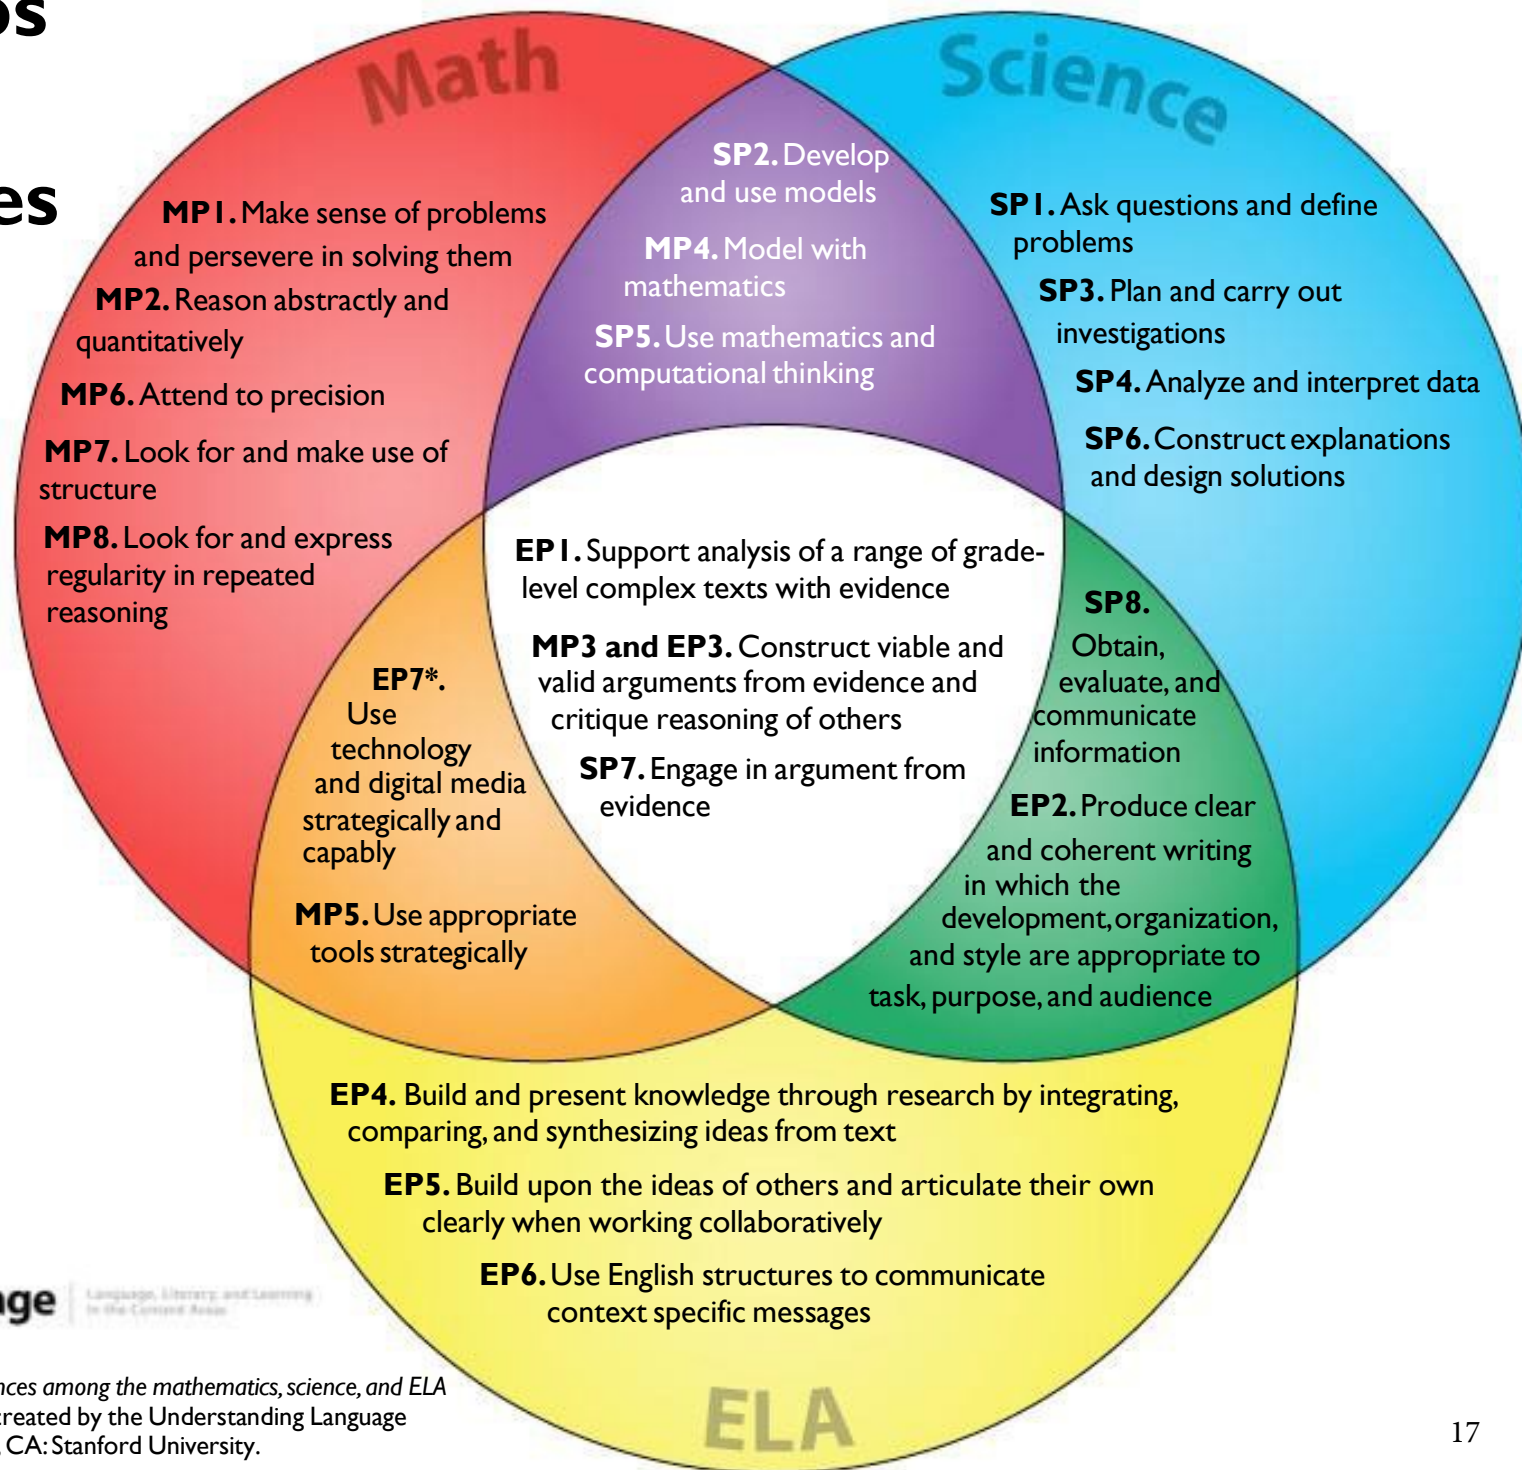 os
es
Math
Science
MP1. Make sense of problems
and persevere in solving them
MP2. Reason abstractly and
quantitatively
MP6. Attend to precision
MP7. Look for and make use of
structure
MP8. Look for and express
regularity in repeated
reasoning
SP2. Develop
and use models
MP4. Model with
mathematics
SP5. Use mathematics and
computational thinking
SP1. Ask questions and define
problems
SP3. Plan and carry out
investigations
SP4. Analyze and interpret data
SP6. Construct explanations
and design solutions
EP1. Support analysis of a range of grade-
level complex texts with evidence
MP3 and EP3. Construct viable and
valid arguments from evidence and
critique reasoning of others
SP7. Engage in argument from
evidence
EP7*.
Use
technology
and digital media
strategically and
capably
MP5. Use appropriate
tools strategically
SP8.
Obtain,
evaluate, and
communicate
information
EP2. Produce clear
and coherent writing
in which the
development, organization,
and style are appropriate to
task, purpose, and audience
EP4. Build and present knowledge through research by integrating,
comparing, and synthesizing ideas from text
EP5. Build upon the ideas of others and articulate their own
clearly when working collaboratively
EP6. Use English structures to communicate
context specific messages
ELA
age
Language, Literacy, and Learning
in the Content Areas
nces among the mathematics, science, and ELA
created by the Understanding Language
, CA: Stanford University.
17